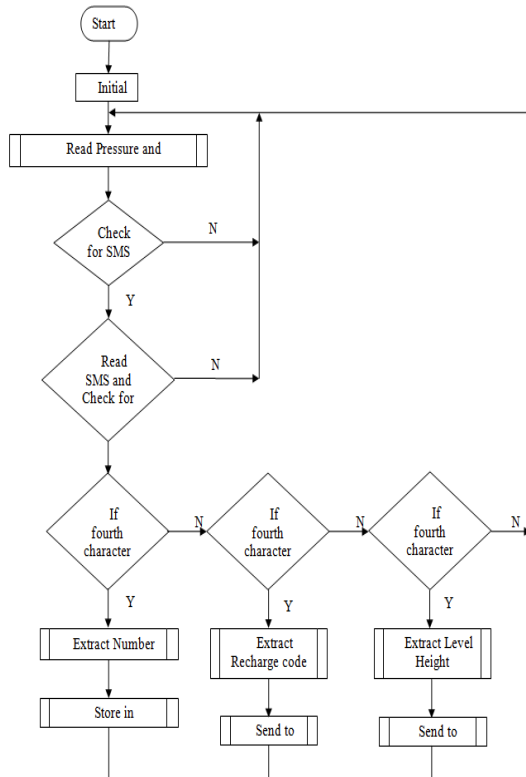 Start
Initial
Read Pressure and
Check
for SMS
N
Y
Read
SMS and
Check for
N
If
fourth
character
N
If
fourth
character
N
If
fourth
character
N
Y
Y
Y
Extract Number
Extract
Recharge code
Extract Level
Height
Store in
Send to
Send to